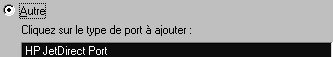 Autre
Cliquez sur le type de port à ajouter :
HP JetDirect Port